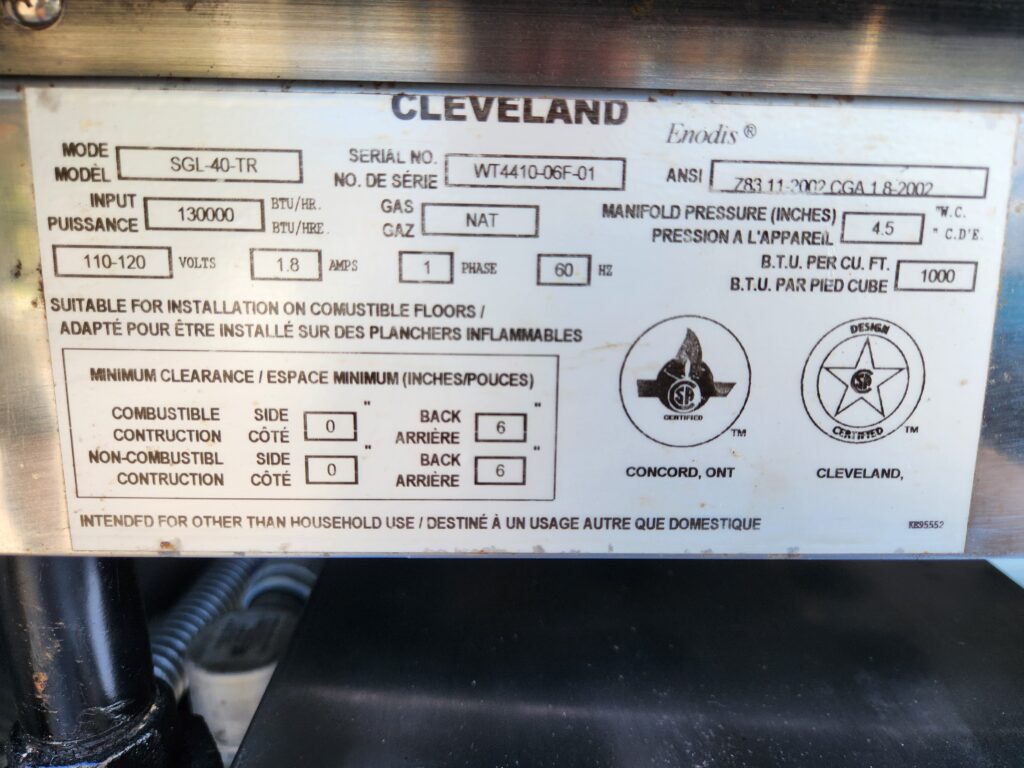 CLEVELAND
Enodis ®
MODE SGL-40-TR SERIAL NO. WT4410-06F-01 ANSI Z83.11-2002 CGA 1.8-2002
MODÈL NO. DE SÉRIE
INPUT 130000 BTU/HR. GAS NAT MANIFOLD PRESSURE (INCHES) 4.5 "W.C.
PUISSANCE BTU/HRE. GAZ PRESSION A L'APPAREIL " C.D'E.
110-120 VOLTS 1.8 AMPS 1 PHASE 60 HZ B.T.U. PER CU. FT. 1000
B.T.U. PAR PIED CUBE
SUITABLE FOR INSTALLATION ON COMUSTIBLE FLOORS /
ADAPTÉ POUR ÊTRE INSTALLÉ SUR DES PLANCHERS INFLAMMABLES
MINIMUM CLEARANCE / ESPACE MINIMUM (INCHES/POUCES)
COMBUSTIBLE SIDE 0 " BACK 6 "
CONTRUCTION CÔTÉ ARRIÈRE
NON-COMBUSTIBL SIDE 0 " BACK 6 "
CONTRUCTION CÔTÉ ARRIÈRE
CERTIFIED TM
CONCORD, ONT
DESIGN
CERTIFIED TM
CLEVELAND,
INTENDED FOR OTHER THAN HOUSEHOLD USE / DESTINÉ À UN USAGE AUTRE QUE DOMESTIQUE
KE95552